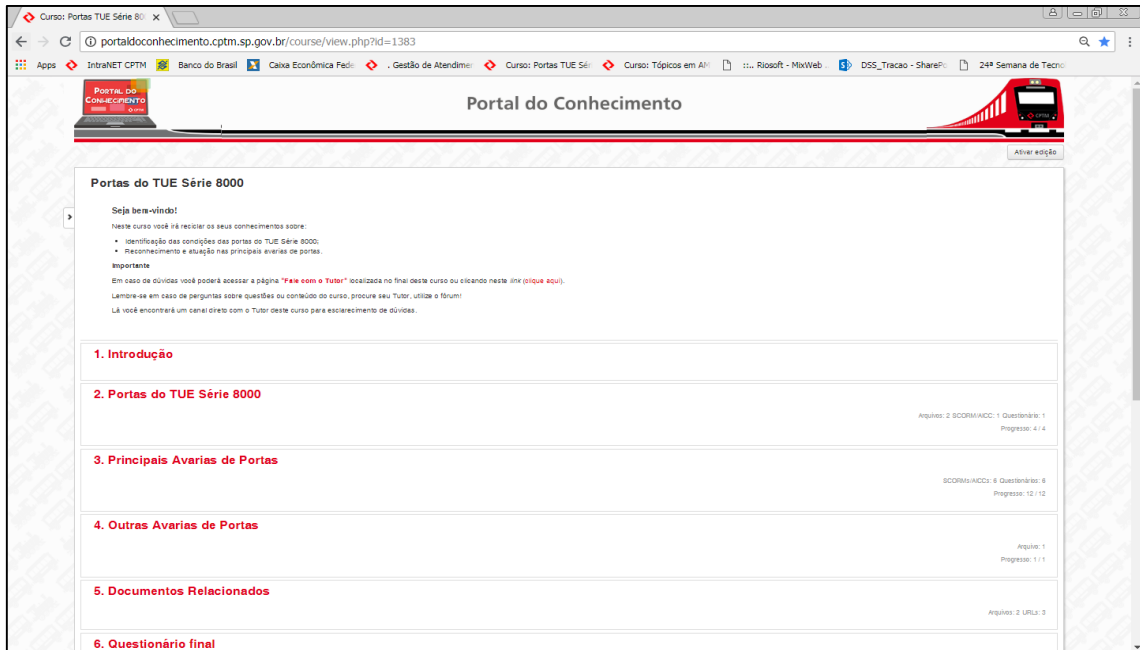 Curso: Portas TUE Série 80
portaldoconhecimento.cptm.sp.gov.br/course/view.php?id=1383
Apps IntraNET CPTM Banco do Brasil Caixa Econômica Fede . Gestão de Atendimen Curso: Portas TUE Sér Curso: Tópicos em AM :::.. Riosoft - MixWeb .. DSS_Tracao - SharePo 24ª Semana de Tecno
PORTAL DO
CONHECIMENTO
Portal do Conhecimento
CPTM
Ativar edição
Portas do TUE Série 8000
Seja bem-vindo!
Neste curso você irá reciclar os seus conhecimentos sobre:
• Identificação das condições das portas do TUE Série 8000;
• Reconhecimento e atuação nas principais avarias de portas.
Importante
Em caso de dúvidas você poderá acessar a página "Fale com o Tutor" localizada no final deste curso ou clicando neste link (clique aqui).
Lembre-se em caso de perguntas sobre questões ou conteúdo do curso, procure seu Tutor, utilize o fórum!
Lá você encontrará um canal direto com o Tutor deste curso para esclarecimento de dúvidas.
1. Introdução
2. Portas do TUE Série 8000
Arquivos: 2 SCORM/AICC: 1 Questionário: 1
Progresso: 4 / 4
3. Principais Avarias de Portas
SCORMs/AICCs: 6 Questionários: 6
Progresso: 12 / 12
4. Outras Avarias de Portas
Arquivo: 1
Progresso: 1 / 1
5. Documentos Relacionados
Arquivos: 2 URLs: 3
6. Questionário final